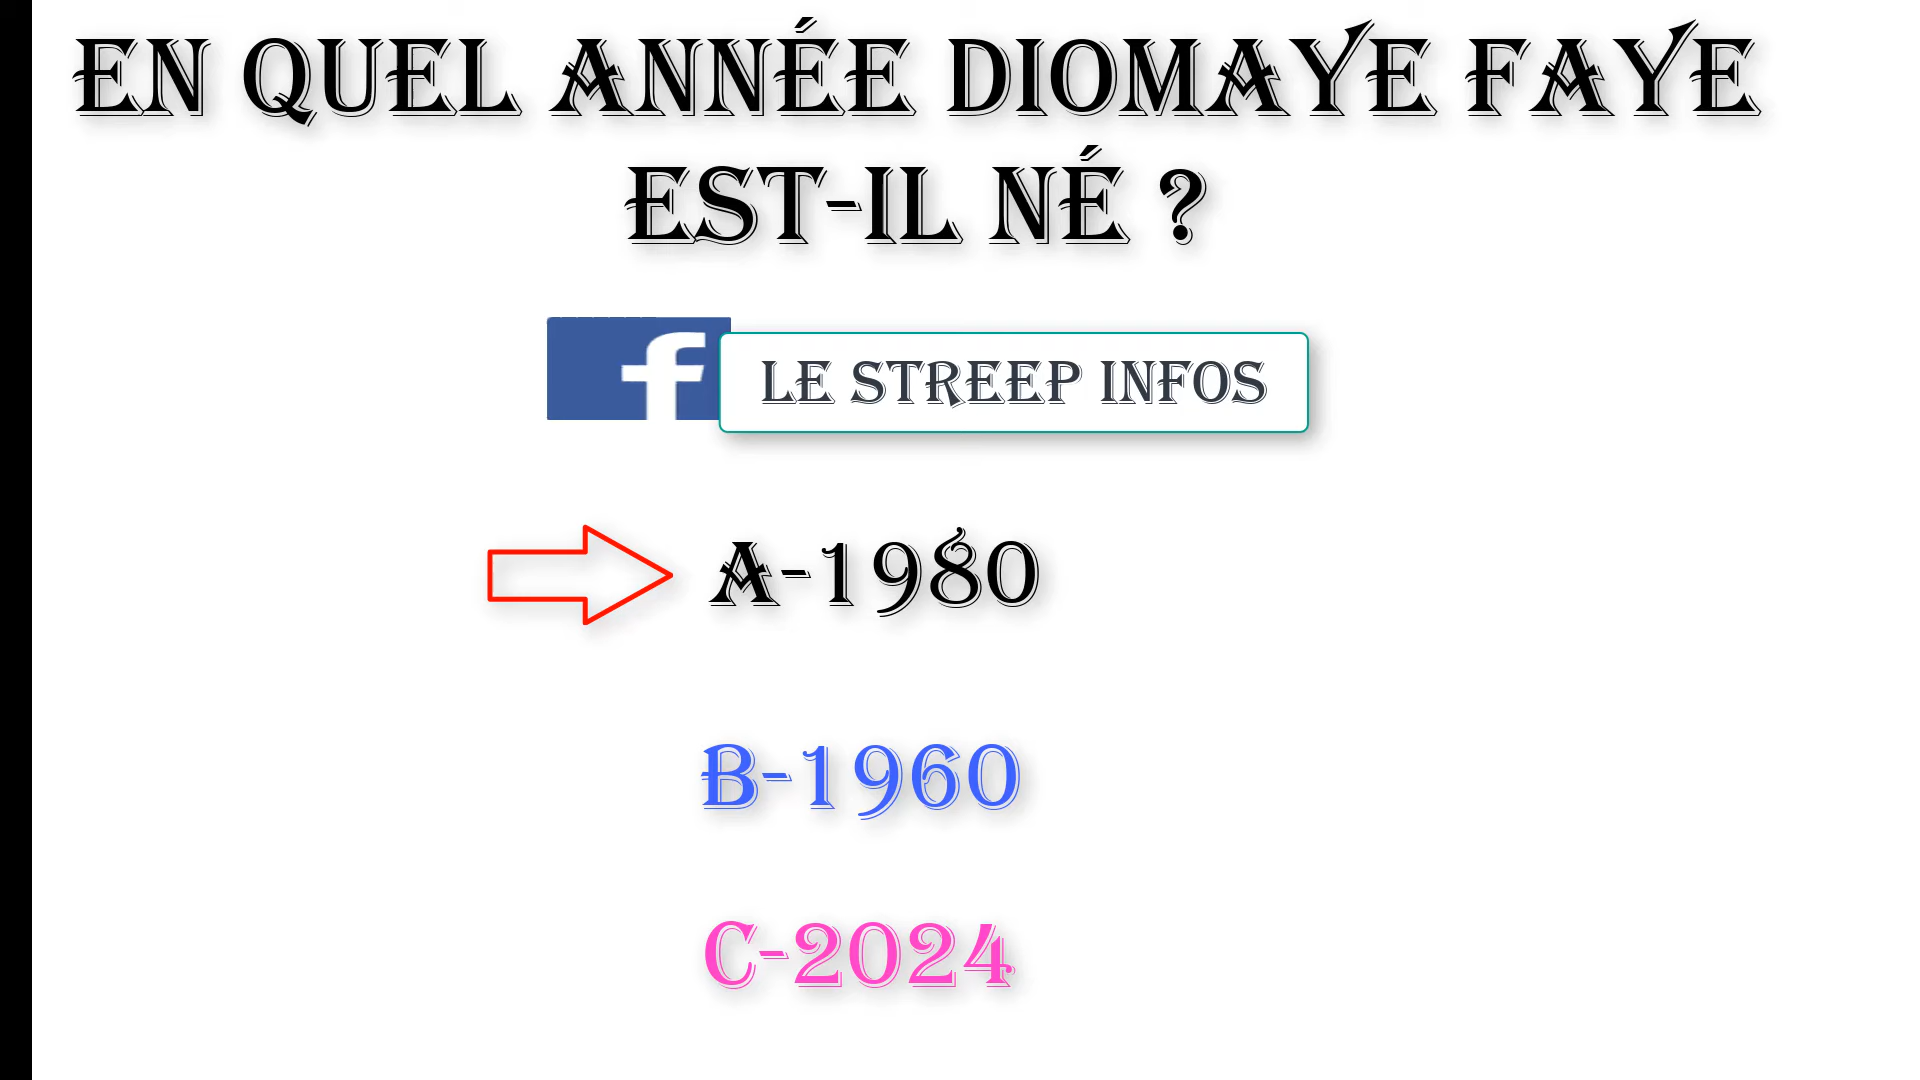 EN QUEL ANNÉE DIOMAYE FAYE
EST-IL NÉ ?
f
LE STREEP INFOS
A-1980
B-1960
C-2024